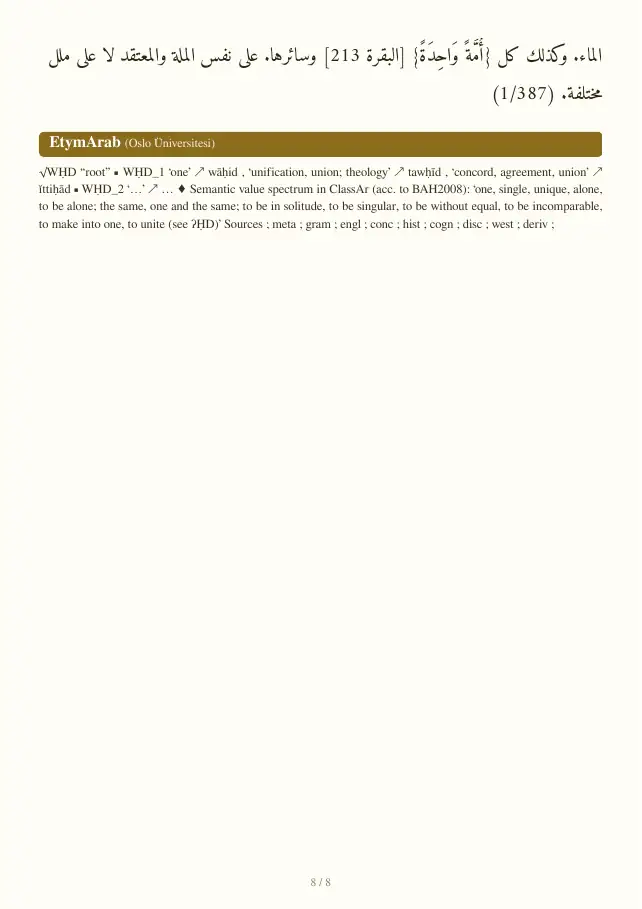 الماء. وكذلك كل {أُمَّةً وَاحِدَةً} [البقرة 213] وسائرها. على نفس الملة والمعتقد لا على ملل
مختلفة. (1/387)
EtymArab (Oslo Üniversitesi)
√WḤD “root” ▪ WḤD_1 ‘one’ ↗ wāḥid , ‘unification, union; theology’ ↗ tawḥīd , ‘concord, agreement, union’ ↗
ĭttiḥād ▪ WḤD_2 ‘…’ ↗ … ♦ Semantic value spectrum in ClassAr (acc. to BAH2008): ‘one, single, unique, alone,
to be alone; the same, one and the same; to be in solitude, to be singular, to be without equal, to be incomparable,
to make into one, to unite (see ʔḤD)’ Sources ; meta ; gram ; engl ; conc ; hist ; cogn ; disc ; west ; deriv ;
8 / 8